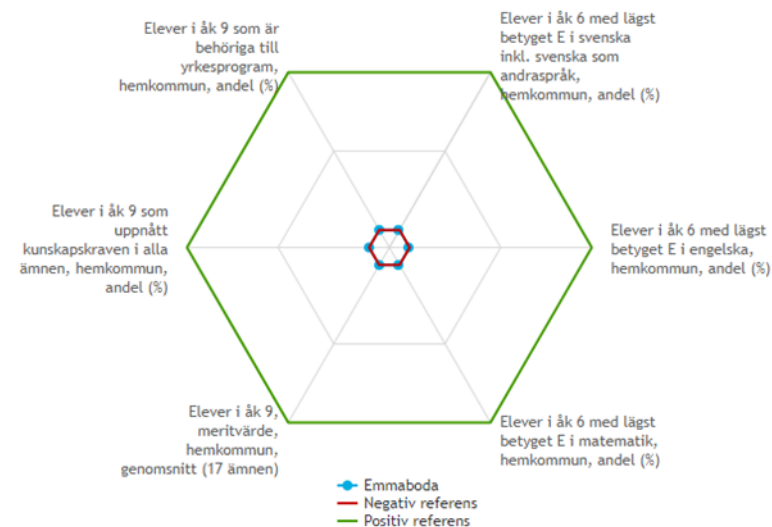 Elever i åk 9 som är
behöriga till
yrkesprogram,
hemkommun, andel (%)
Elever i åk 6 med lägst
betyget E i svenska
inkl. svenska som
andraspråk,
hemkommun, andel (%)
Elever i åk 9 som
uppnått
kunskapskraven i alla
ämnen, hemkommun,
andel (%)
Elever i åk 6 med lägst
betyget E i engelska,
hemkommun, andel (%)
Elever i åk 9,
meritvärde,
hemkommun,
genomsnitt (17 ämnen)
Elever i åk 6 med lägst
betyget E i matematik,
hemkommun, andel (%)
Emmaboda
Negativ referens
Positiv referens